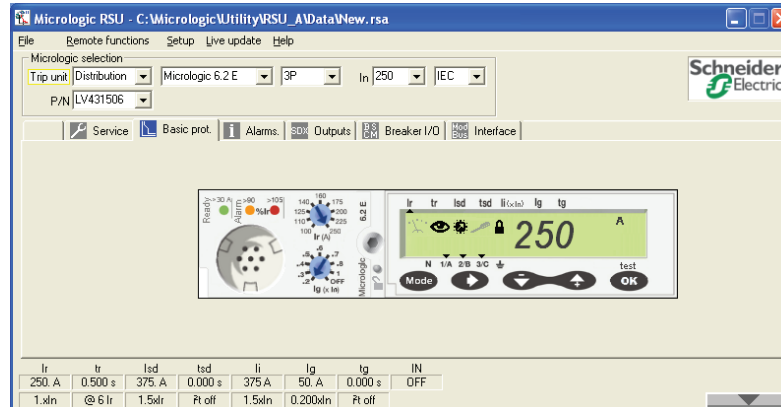 Micrologic RSU - C:\Micrologic\Utility\RSU_A\Data\New.rsa
File Remote functions Setup Live update Help
Micrologic selection
Trip unit Distribution Micrologic 6.2 E 3P In 250 IEC
P/N LV431506
Schneider
Electric
Service Basic prot. Alarms. SDX Outputs BSCM Breaker I/O Mod Bus Interface
Ready >30 A Alarm >90 >105 %Ir
140 160 175
125 200
110 225
100 Ir (A) 250
6.2 E
Ir tr Isd tsd Ii(xIn) Ig tg
250 A
N 1/A 2/B 3/C
.5 .6 .7
.4 .8
.3 1
.2 OFF
Ig (x In)
Micrologic
Mode test OK
Ir tr Isd tsd Ii Ig tg IN
250. A 0.500 s 375. A 0.000 s 375 A 50. A 0.000 s OFF
1.xIn @ 6 Ir 1.5xIr I²t off 1.5xIn 0.200xIn I²t off